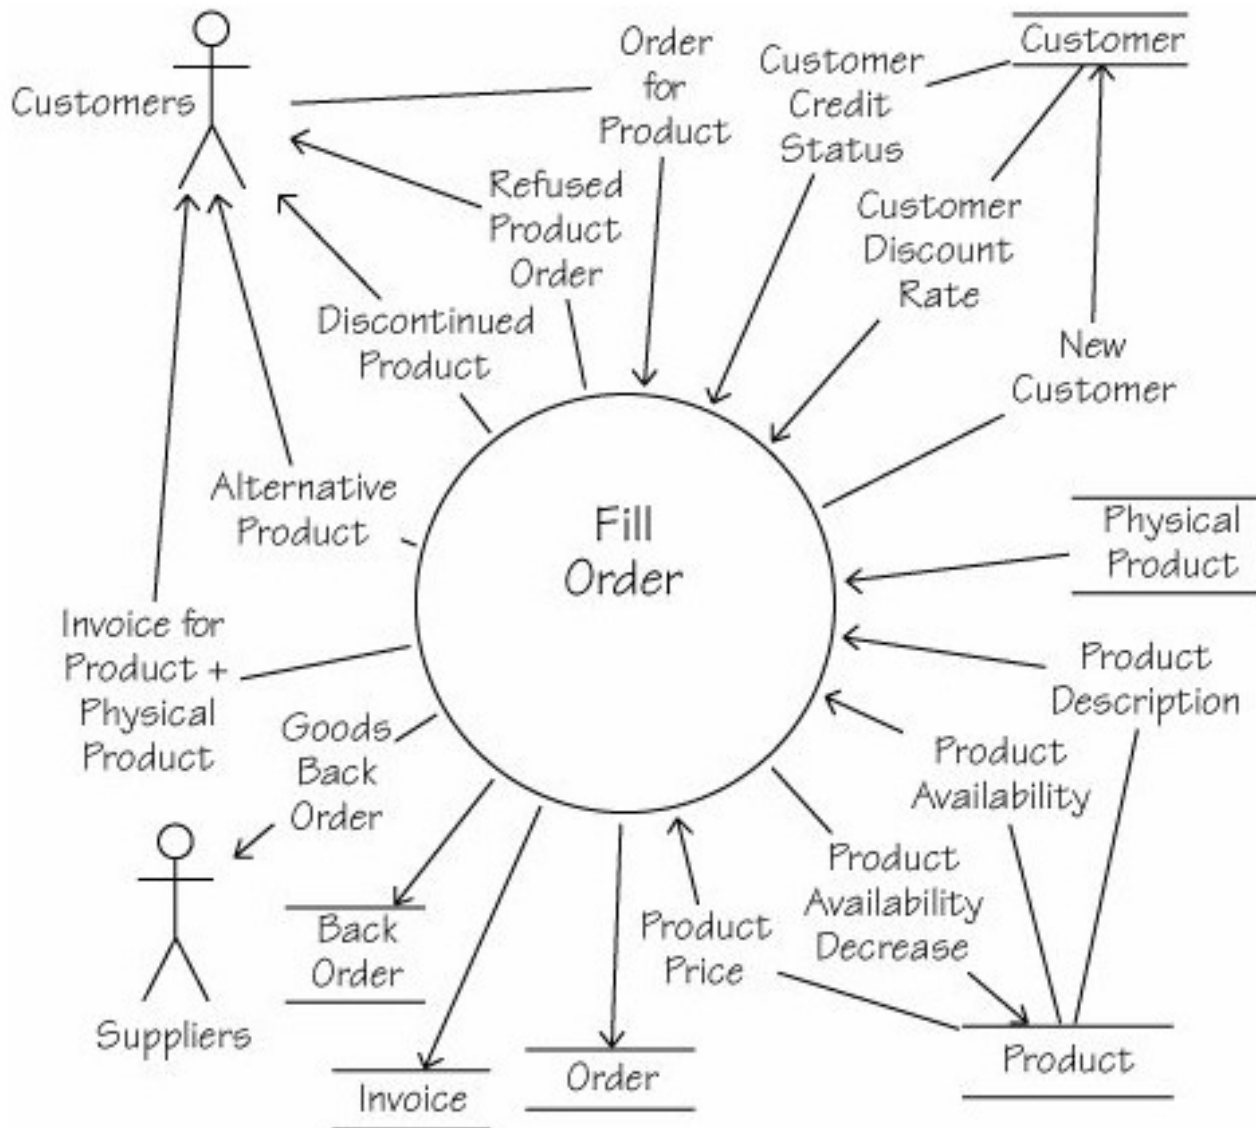 Customers
Order
for
Product
Customer
Credit
Status
Customer
Refused
Product
Order
Customer
Discount
Rate
Discontinued
Product
New
Customer
Alternative
Product
Fill
Order
Physical
Product
Invoice for
Product +
Physical
Product
Goods
Back
Order
Product
Description
Product
Availability
Product
Availability
Decrease
Product
Price
Back
Order
Suppliers
Invoice
Order
Product